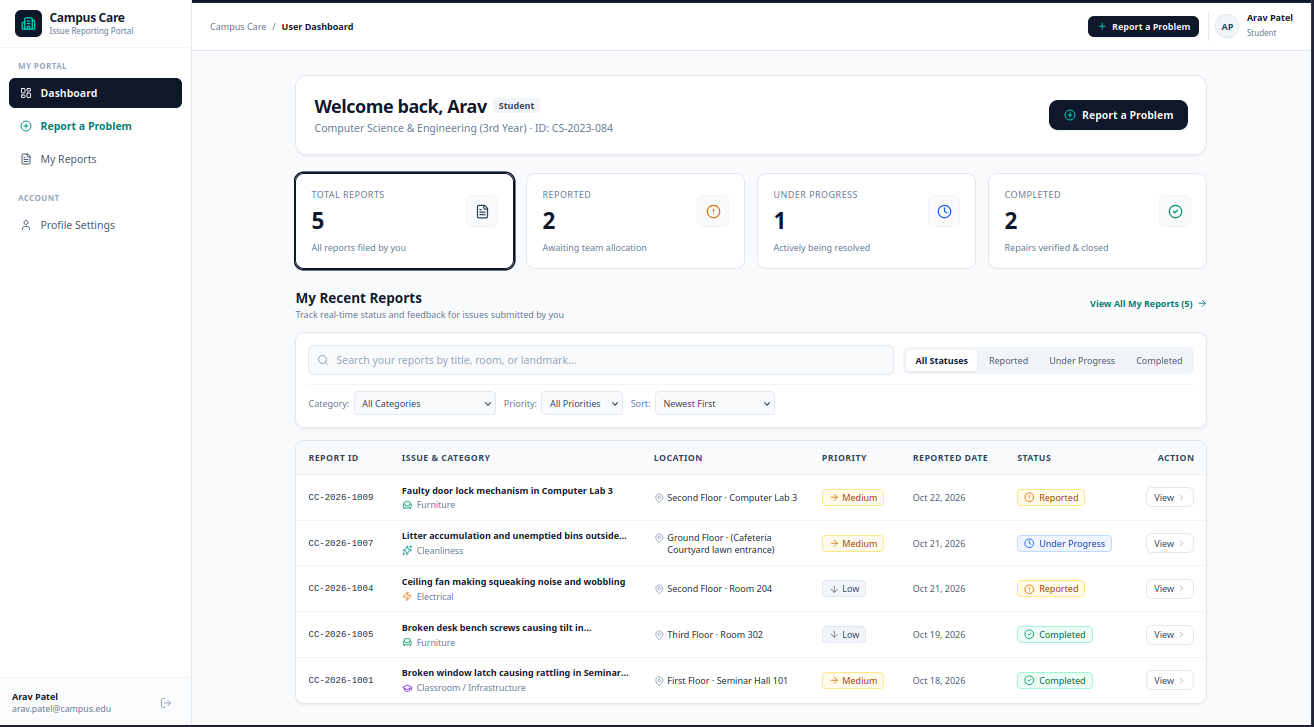 Campus Care
Issue Reporting Portal
MY PORTAL
Dashboard
Report a Problem
My Reports
ACCOUNT
Profile Settings
Arav Patel
arav.patel@campus.edu
Campus Care / User Dashboard
Report a Problem
AP
Arav Patel
Student
Welcome back, Arav Student
Computer Science & Engineering (3rd Year) · ID: CS-2023-084
Report a Problem
TOTAL REPORTS
5
All reports filed by you
REPORTED
2
Awaiting team allocation
UNDER PROGRESS
1
Actively being resolved
COMPLETED
2
Repairs verified & closed
My Recent Reports
Track real-time status and feedback for issues submitted by you
View All My Reports (5)
Search your reports by title, room, or landmark...
All Statuses Reported Under Progress Completed
Category: All Categories Priority: All Priorities Sort: Newest First
REPORT ID ISSUE & CATEGORY LOCATION PRIORITY REPORTED DATE STATUS ACTION
CC-2026-1009 Faulty door lock mechanism in Computer Lab 3 Second Floor · Computer Lab 3 Medium Oct 22, 2026 Reported View
Furniture
CC-2026-1007 Litter accumulation and unemptied bins outside... Ground Floor · (Cafeteria Medium Oct 21, 2026 Under Progress View
Cleanliness Courtyard lawn entrance)
CC-2026-1004 Ceiling fan making squeaking noise and wobbling Second Floor · Room 204 Low Oct 21, 2026 Reported View
Electrical
CC-2026-1005 Broken desk bench screws causing tilt in... Third Floor · Room 302 Low Oct 19, 2026 Completed View
Furniture
CC-2026-1001 Broken window latch causing rattling in Seminar... First Floor · Seminar Hall 101 Medium Oct 18, 2026 Completed View
Classroom / Infrastructure